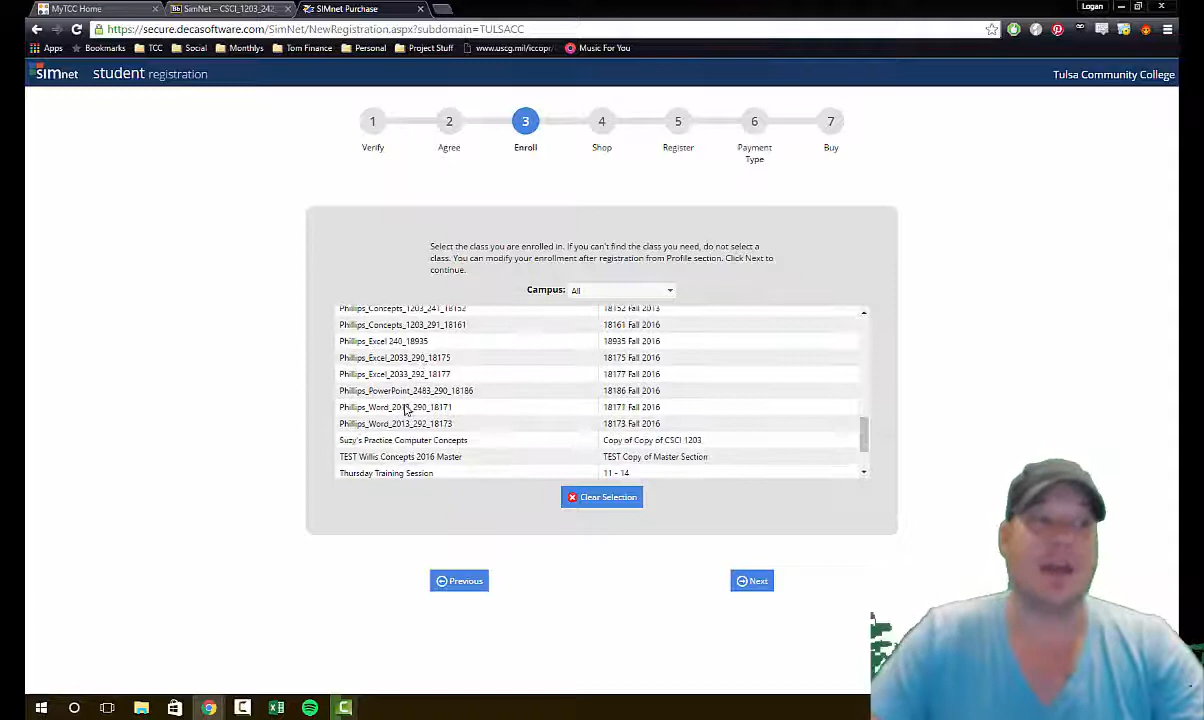 MyTCC Home
SimNet – CSCI_1203_242
SIMnet Purchase
Logan
https://secure.decasoftware.com/SimNet/NewRegistration.aspx?subdomain=TULSACC
Apps
Bookmarks
TCC
Social
Monthlys
Tom Finance
Personal
Project Stuff
www.uscg.mil/iccopr/
Music For You
SIMnet
student registration
Tulsa Community College
1
2
3
4
5
6
7
Verify
Agree
Enroll
Shop
Register
Payment
Type
Buy
Select the class you are enrolled in. If you can't find the class you need, do not select a
class. You can modify your enrollment after registration from Profile section. Click Next to
continue.
Campus: All
Phillips_Concepts_1203_241_18152 18152 Fall 2015
Phillips_Concepts_1203_291_18161 18161 Fall 2016
Phillips_Excel 240_18935 18935 Fall 2016
Phillips_Excel_2033_290_18175 18175 Fall 2016
Phillips_Excel_2033_292_18177 18177 Fall 2016
Phillips_PowerPoint_2483_290_18186 18186 Fall 2016
Phillips_Word_2013_290_18171 18171 Fall 2016
Phillips_Word_2013_292_18173 18173 Fall 2016
Suzy's Practice Computer Concepts Copy of Copy of CSCI 1203
TEST Willis Concepts 2016 Master TEST Copy of Master Section
Thursday Training Session 11 - 14
Clear Selection
Previous
Next